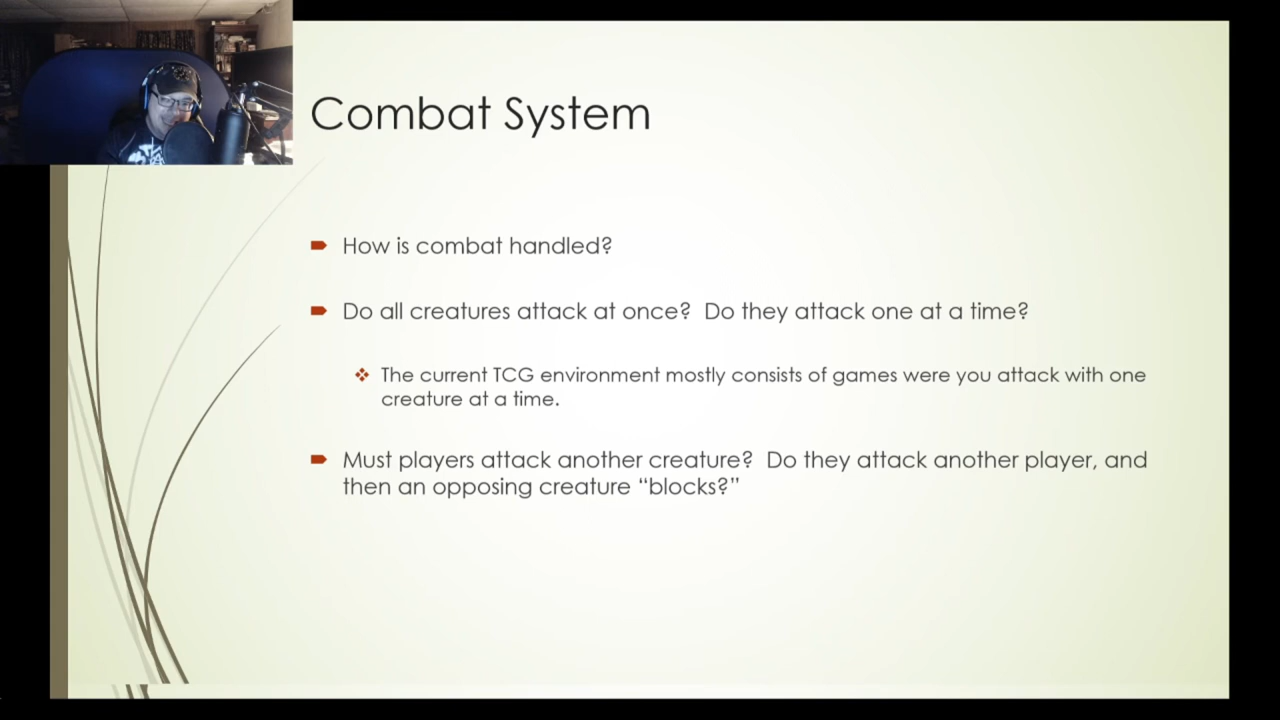 Combat System
How is combat handled?
Do all creatures attack at once?  Do they attack one at a time?
The current TCG environment mostly consists of games were you attack with one
creature at a time.
Must players attack another creature?  Do they attack another player, and
then an opposing creature “blocks?”